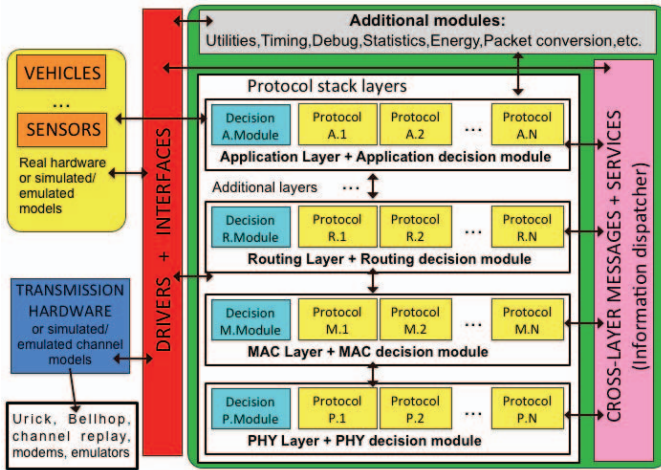 Additional modules:
Utilities,Timing,Debug,Statistics,Energy,Packet conversion,etc.
VEHICLES
...
SENSORS
Real hardware
or simulated/
emulated
models
TRANSMISSION
HARDWARE
or simulated/
emulated channel
models
Urick, Bellhop,
channel replay,
modems, emulators
DRIVERS + INTERFACES
Protocol stack layers
Decision
A.Module
Protocol
A.1
Protocol
A.2
...
Protocol
A.N
Application Layer + Application decision module
Additional layers ...
Decision
R.Module
Protocol
R.1
Protocol
R.2
...
Protocol
R.N
Routing Layer + Routing decision module
Decision
M.Module
Protocol
M.1
Protocol
M.2
...
Protocol
M.N
MAC Layer + MAC decision module
Decision
P.Module
Protocol
P.1
Protocol
P.2
...
Protocol
P.N
PHY Layer + PHY decision module
CROSS-LAYER MESSAGES + SERVICES
(Information dispatcher)